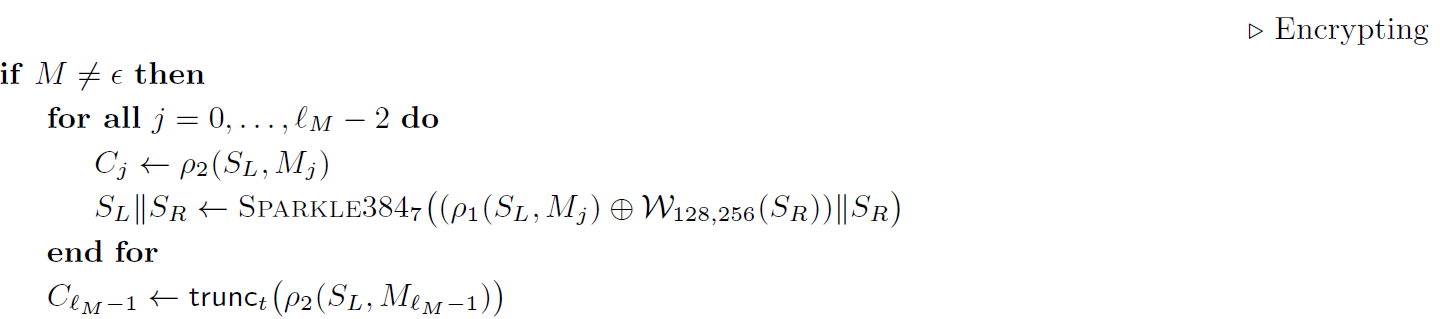 ▷ Encrypting
if M ≠ ϵ then
for all j = 0, . . . , ℓ_M − 2 do
C_j ← ρ_2(S_L, M_j)
S_L‖S_R ← SPARKLE384_7((ρ_1(S_L, M_j) ⊕ 𝒲_{128,256}(S_R))‖S_R)
end for
C_{ℓ_M−1} ← trunc_t(ρ_2(S_L, M_{ℓ_M−1}))